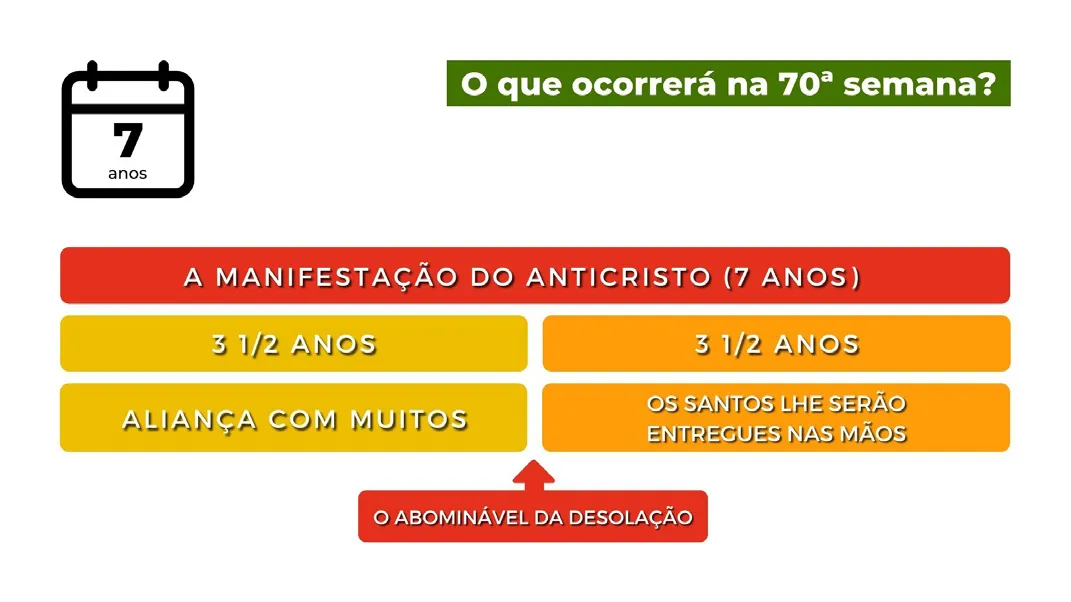 O que ocorrerá na 70ª semana?
7
anos
A MANIFESTAÇÃO DO ANTICRISTO (7 ANOS)
3 1/2 ANOS
3 1/2 ANOS
ALIANÇA COM MUITOS
OS SANTOS LHE SERÃO
ENTREGUES NAS MÃOS
O ABOMINÁVEL DA DESOLAÇÃO